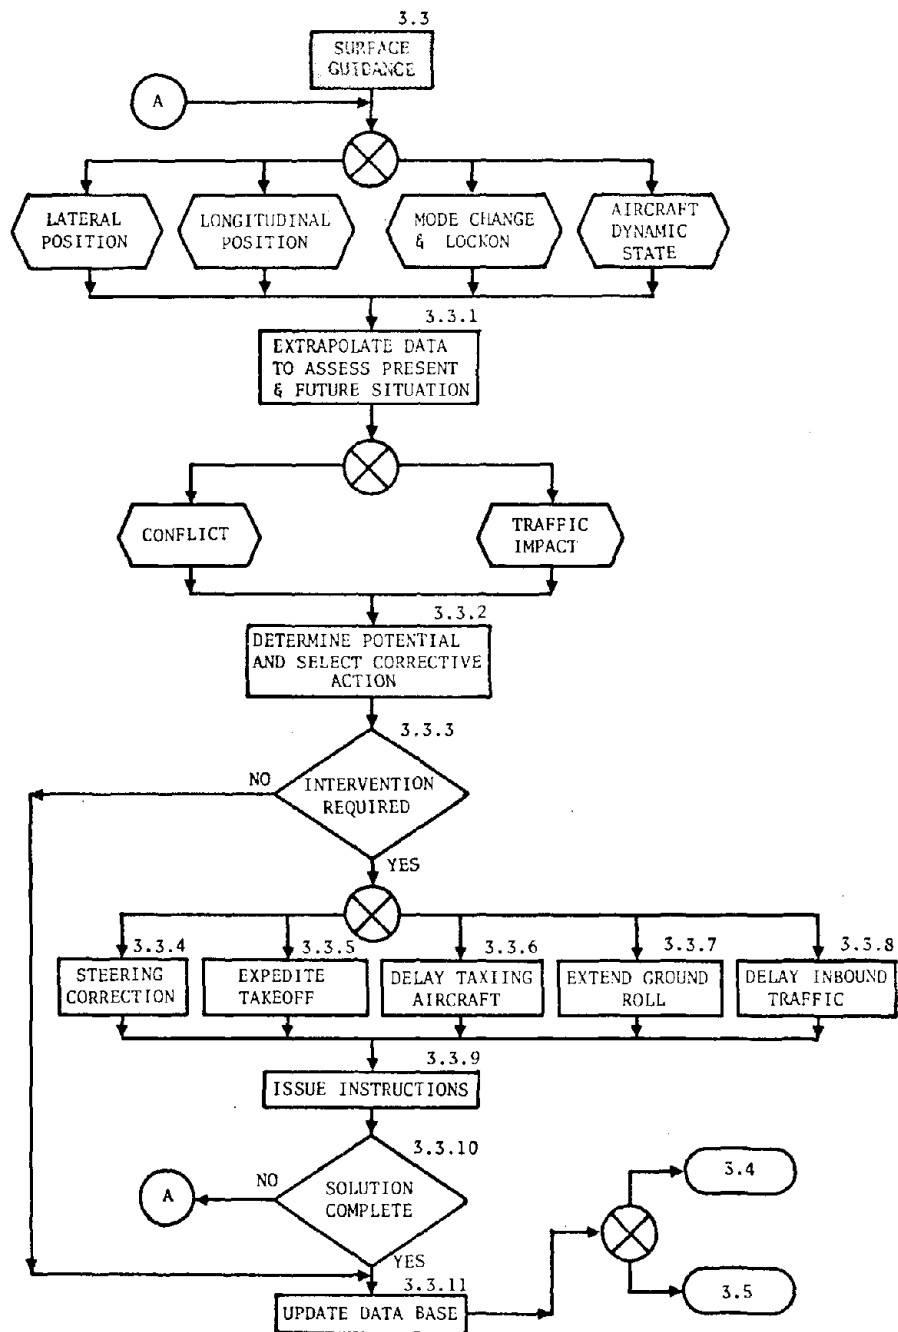 3.3
SURFACE
GUIDANCE
A
LATERAL
POSITION
LONGITUDINAL
POSITION
MODE CHANGE
& LOCKON
AIRCRAFT
DYNAMIC
STATE
3.3.1
EXTRAPOLATE DATA
TO ASSESS PRESENT
& FUTURE SITUATION
CONFLICT
TRAFFIC
IMPACT
3.3.2
DETERMINE POTENTIAL
AND SELECT CORRECTIVE
ACTION
3.3.3
NO
INTERVENTION
REQUIRED
YES
3.3.4
STEERING
CORRECTION
3.3.5
EXPEDITE
TAKEOFF
3.3.6
DELAY TAXIING
AIRCRAFT
3.3.7
EXTEND GROUND
ROLL
3.3.8
DELAY INBOUND
TRAFFIC
3.3.9
ISSUE INSTRUCTIONS
3.3.10
A
NO
SOLUTION
COMPLETE
YES
3.4
3.3.11
UPDATE DATA BASE
3.5